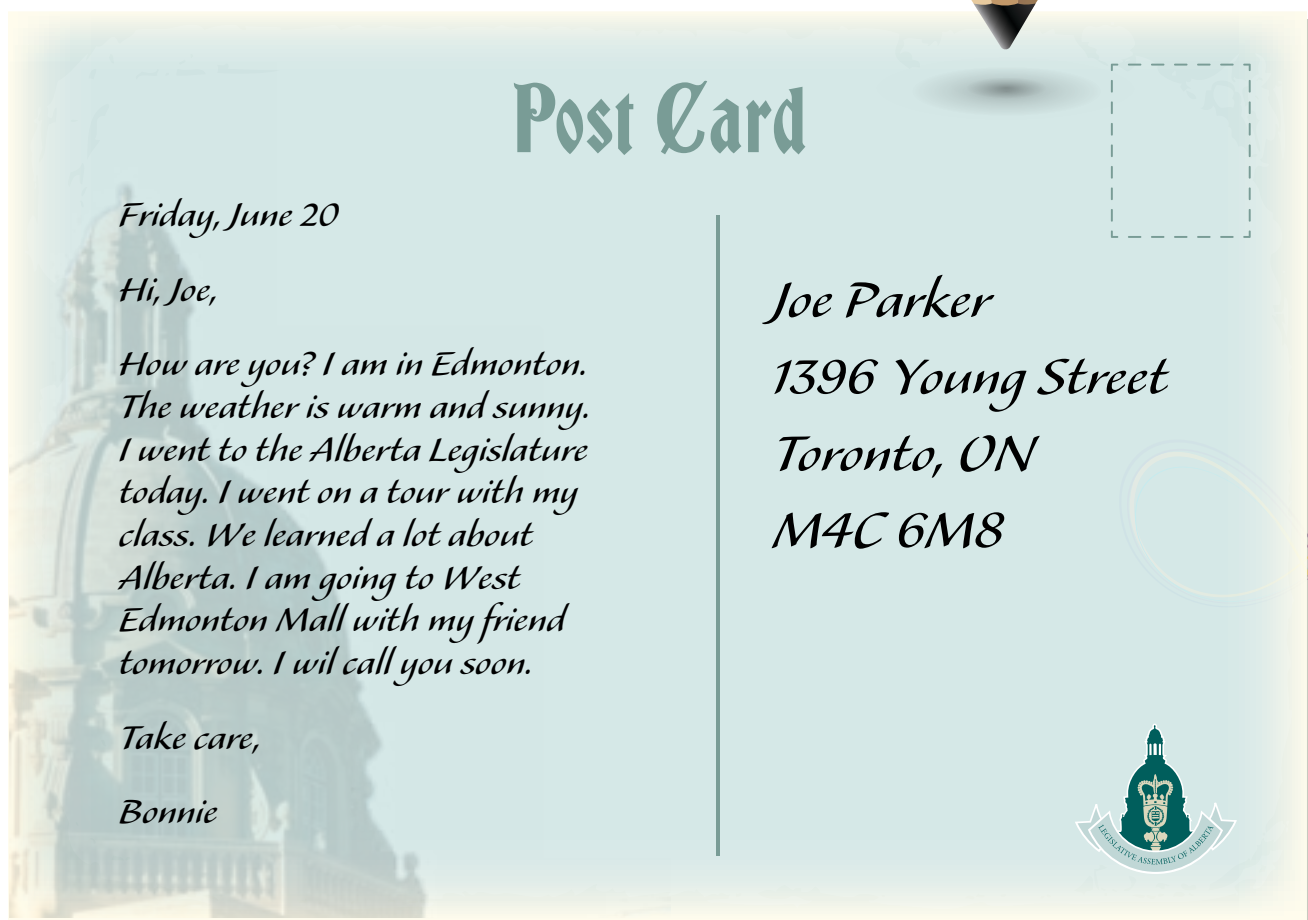 Post Card
Friday, June 20
Hi, Joe,
How are you? I am in Edmonton.
The weather is warm and sunny.
I went to the Alberta Legislature
today. I went on a tour with my
class. We learned a lot about
Alberta. I am going to West
Edmonton Mall with my friend
tomorrow. I wil call you soon.
Take care,
Bonnie
Joe Parker
1396 Young Street
Toronto, ON
M4C 6M8
LEGISLATIVE ASSEMBLY OF ALBERTA